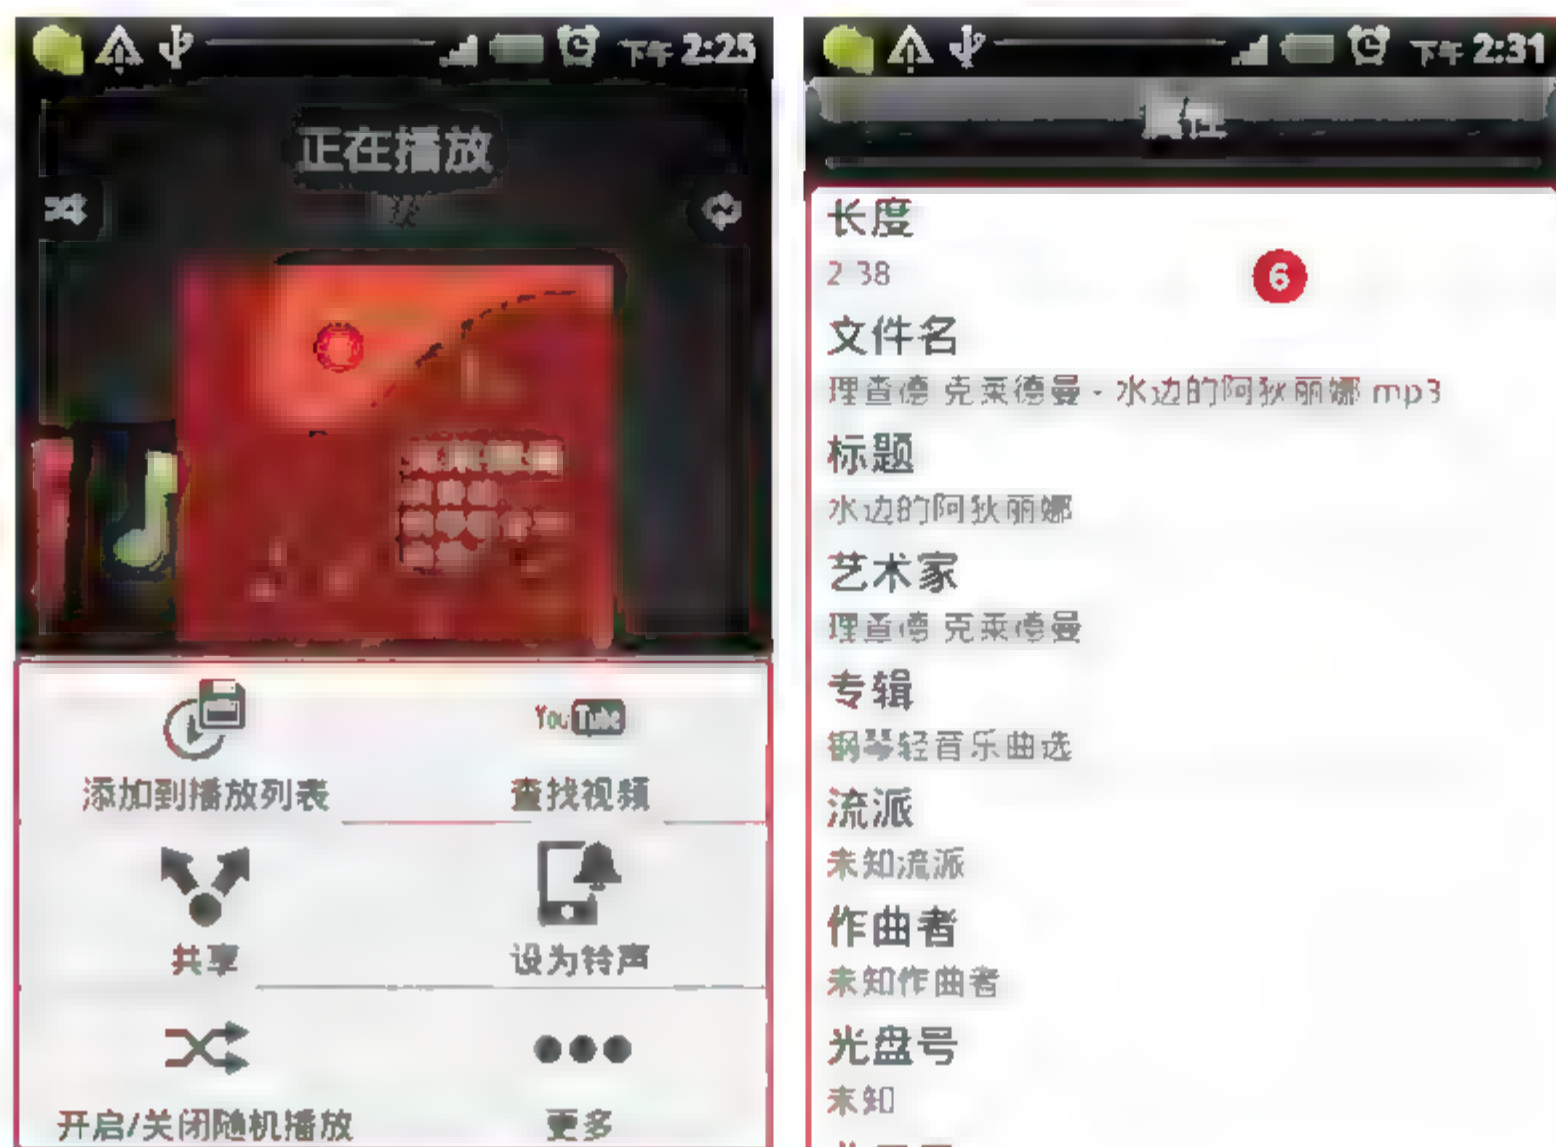 下午 2:25
正在播放
添加到播放列表
You Tube
查找视频
共享
设为铃声
开启/关闭随机播放
更多
下午 2:31
属性
长度
2 38
6
文件名
理查德 克莱德曼 - 水边的阿狄丽娜 mp3
标题
水边的阿狄丽娜
艺术家
理查德 克莱德曼
专辑
钢琴轻音乐曲选
流派
未知流派
作曲者
未知作曲者
光盘号
未知